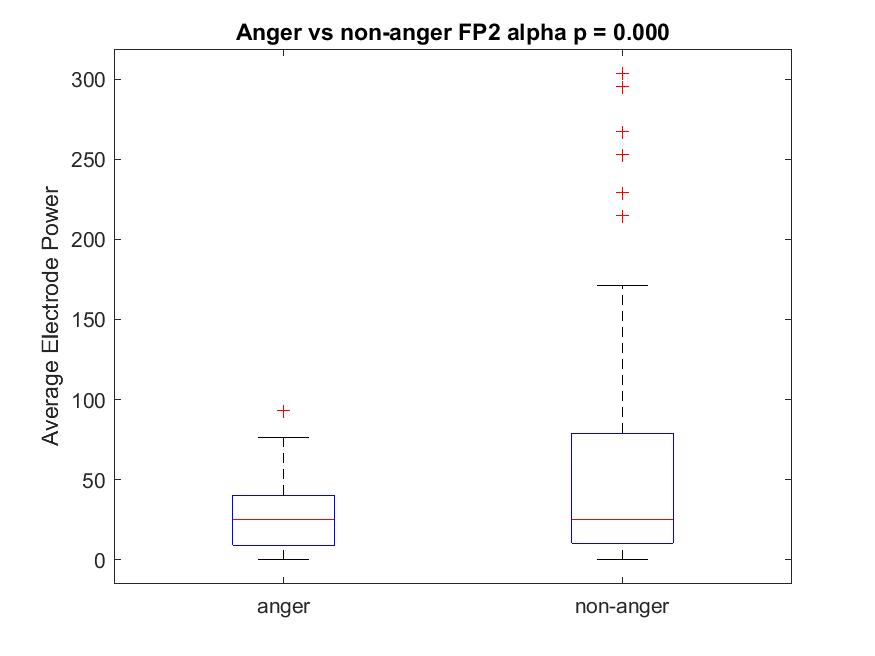 Anger vs non-anger FP2 alpha p = 0.000
Average Electrode Power
300
250
200
150
100
50
0
anger
non-anger